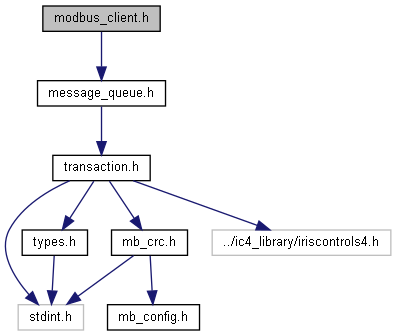 modbus_client.h
message_queue.h
transaction.h
types.h
mb_crc.h
../ic4_library/iriscontrols4.h
stdint.h
mb_config.h